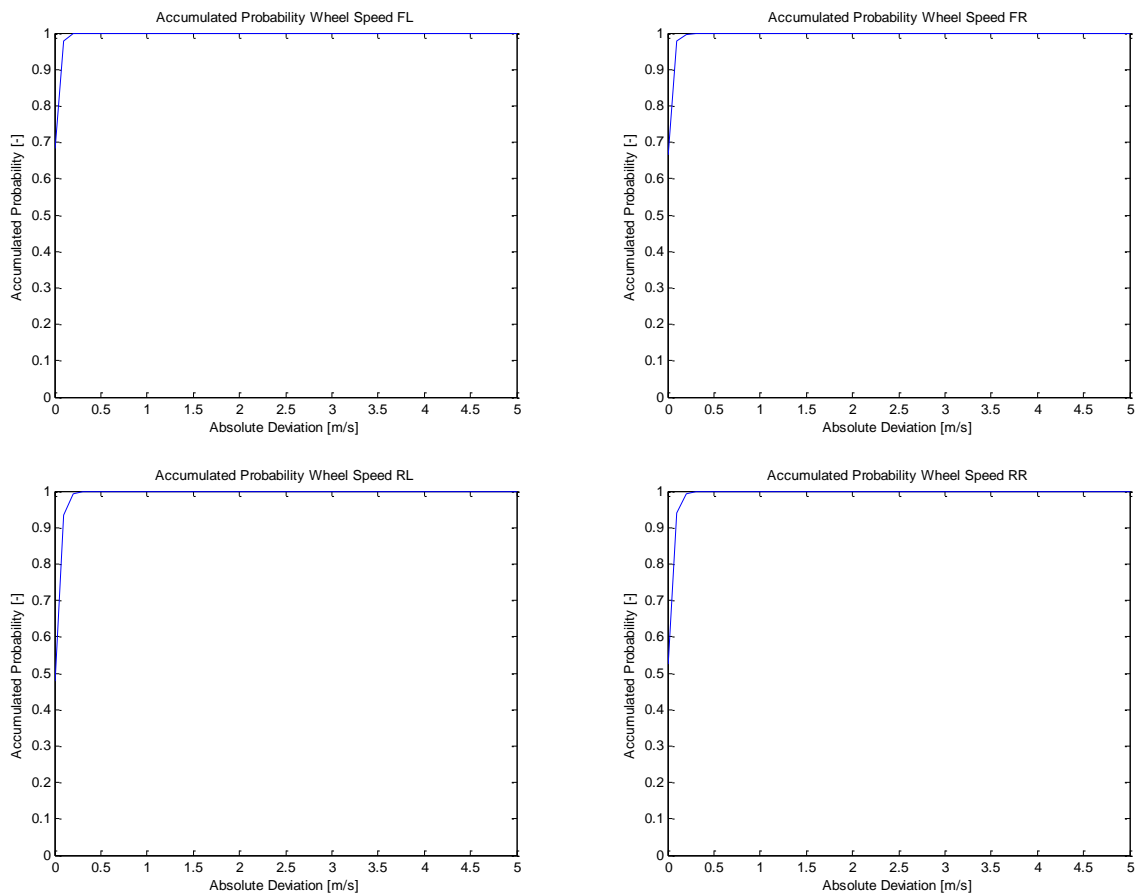 Accumulated Probability Wheel Speed FL
1
0.9
0.8
0.7
0.6
0.5
0.4
0.3
0.2
0.1
0
Accumulated Probability [-]
0 0.5 1 1.5 2 2.5 3 3.5 4 4.5 5
Absolute Deviation [m/s]
Accumulated Probability Wheel Speed FR
1
0.9
0.8
0.7
0.6
0.5
0.4
0.3
0.2
0.1
0
Accumulated Probability [-]
0 0.5 1 1.5 2 2.5 3 3.5 4 4.5 5
Absolute Deviation [m/s]
Accumulated Probability Wheel Speed RL
1
0.9
0.8
0.7
0.6
0.5
0.4
0.3
0.2
0.1
0
Accumulated Probability [-]
0 0.5 1 1.5 2 2.5 3 3.5 4 4.5 5
Absolute Deviation [m/s]
Accumulated Probability Wheel Speed RR
1
0.9
0.8
0.7
0.6
0.5
0.4
0.3
0.2
0.1
0
Accumulated Probability [-]
0 0.5 1 1.5 2 2.5 3 3.5 4 4.5 5
Absolute Deviation [m/s]